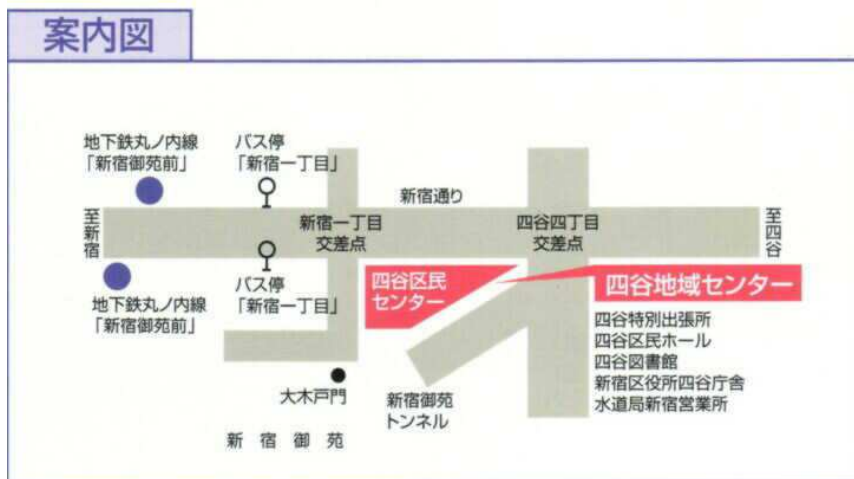 案内図
地下鉄丸ノ内線
「新宿御苑前」
バス停
「新宿一丁目」
新宿通り
至新宿
新宿一丁目
交差点
四谷四丁目
交差点
至四谷
地下鉄丸ノ内線
「新宿御苑前」
バス停
「新宿一丁目」
四谷区民
センター
四谷地域センター
四谷特別出張所
四谷区民ホール
四谷図書館
新宿区役所四谷庁舎
水道局新宿営業所
大木戸門
新宿御苑
トンネル
新宿御苑